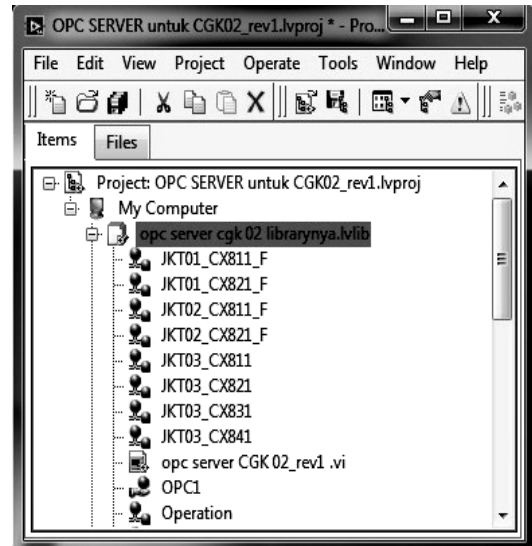 OPC SERVER untuk CGK02_rev1.lvproj * - Pro...
File Edit View Project Operate Tools Window Help
Items Files
Project: OPC SERVER untuk CGK02_rev1.lvproj
My Computer
opc server cgk 02 librarynya.lvlib
JKT01_CX811_F
JKT01_CX821_F
JKT02_CX811_F
JKT02_CX821_F
JKT03_CX811
JKT03_CX821
JKT03_CX831
JKT03_CX841
opc server CGK 02_rev1 .vi
OPC1
Operation